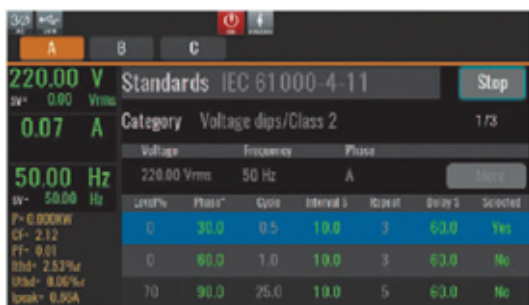 3Ø
A B C
220.00 V
SV= 0.00 Vrms
0.07 A
50.00 Hz
SV= 50.00 Hz
P= 0.000KW
CF= 2.12
PF= 0.01
Ithd= 2.53%r
Uthd= 0.06%r
Ipeak= 0.66A
Standards IEC 61000-4-11 Stop
Category Voltage dips/Class 2 1/3
Voltage Frequency Phase
220.00 Vrms 50 Hz A
Level% Phase° Cycle Interval S Repeat Delay S Selected
0 30.0 0.5 10.0 3 60.0 Yes
0 60.0 1.0 10.0 3 60.0 No
70 90.0 25.0 10.0 5 60.0 No